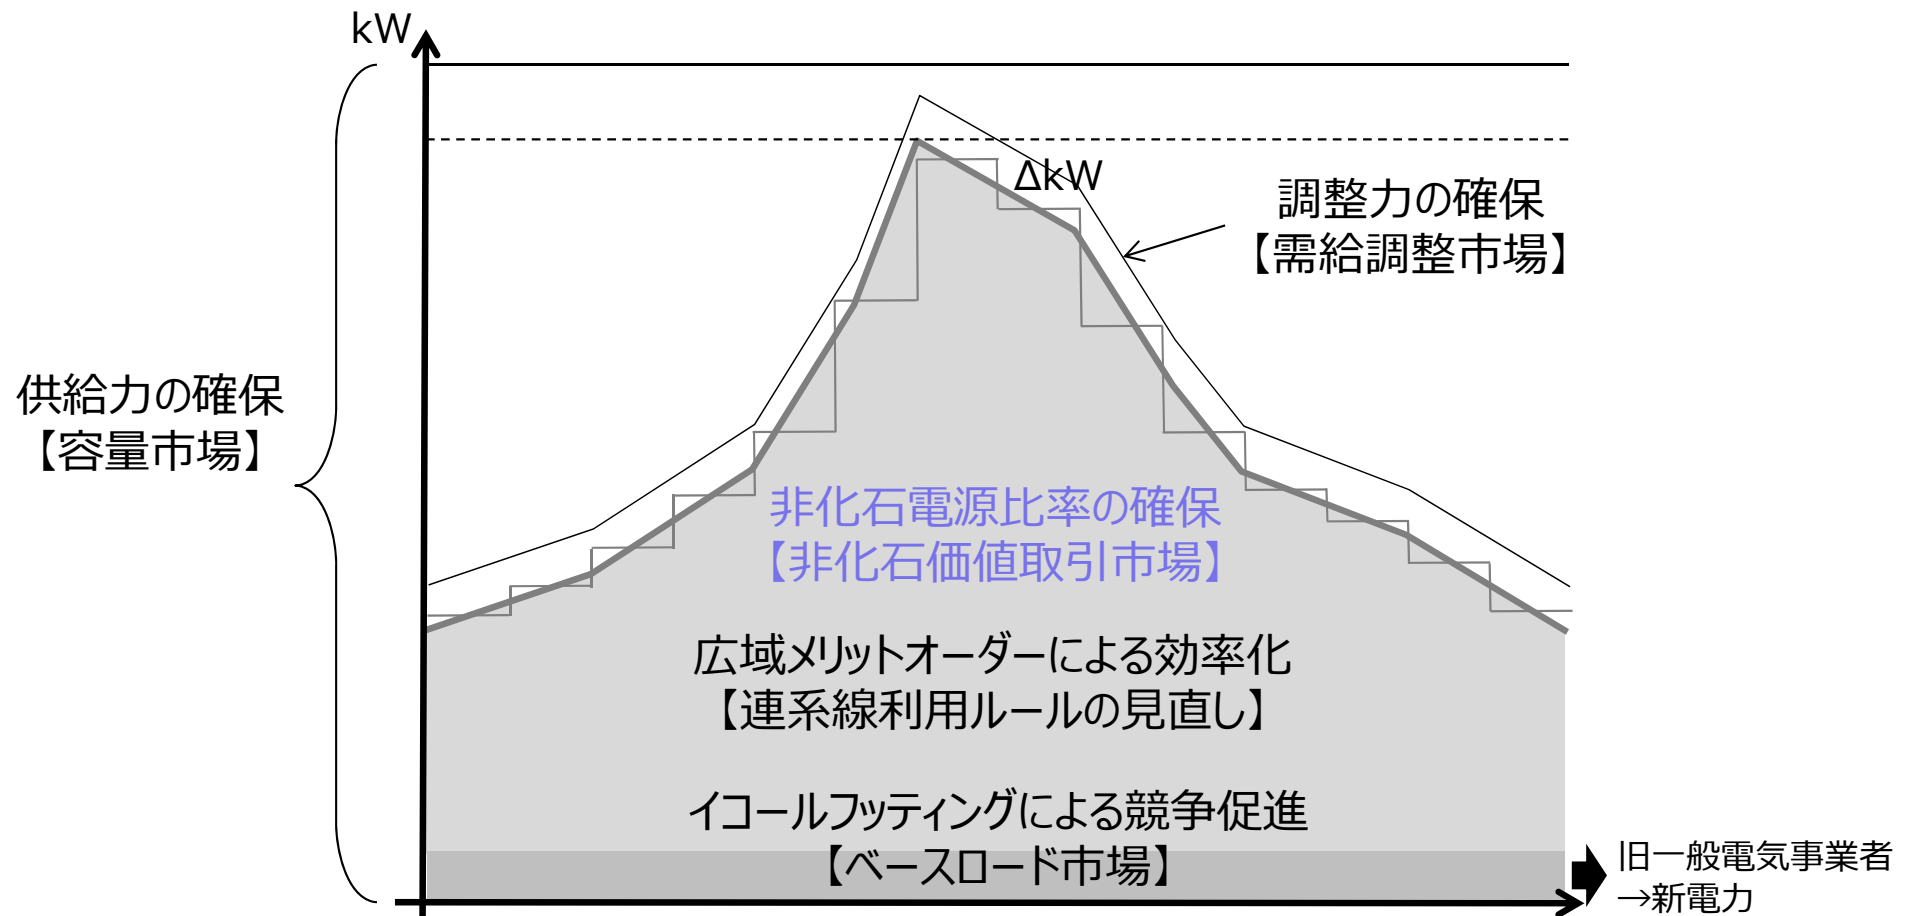 kW
ΔkW
調整力の確保
【需給調整市場】
供給力の確保
【容量市場】
非化石電源比率の確保
【非化石価値取引市場】
広域メリットオーダーによる効率化
【連系線利用ルールの見直し】
イコールフッティングによる競争促進
【ベースロード市場】
旧一般電気事業者
→新電力